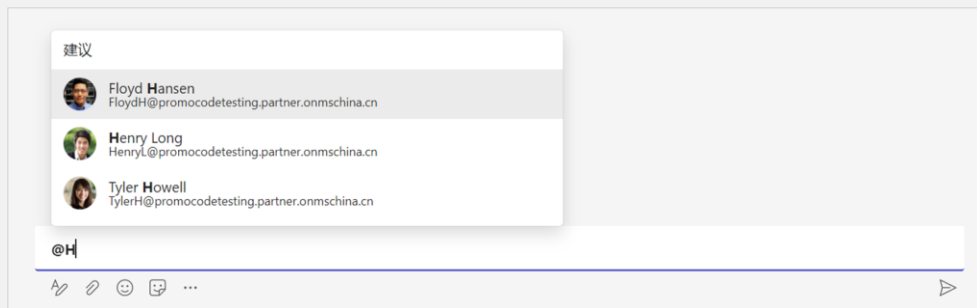 建议
Floyd Hansen
FloydH@promocodetesting.partner.onmschina.cn
Henry Long
HenryL@promocodetesting.partner.onmschina.cn
Tyler Howell
TylerH@promocodetesting.partner.onmschina.cn
@H